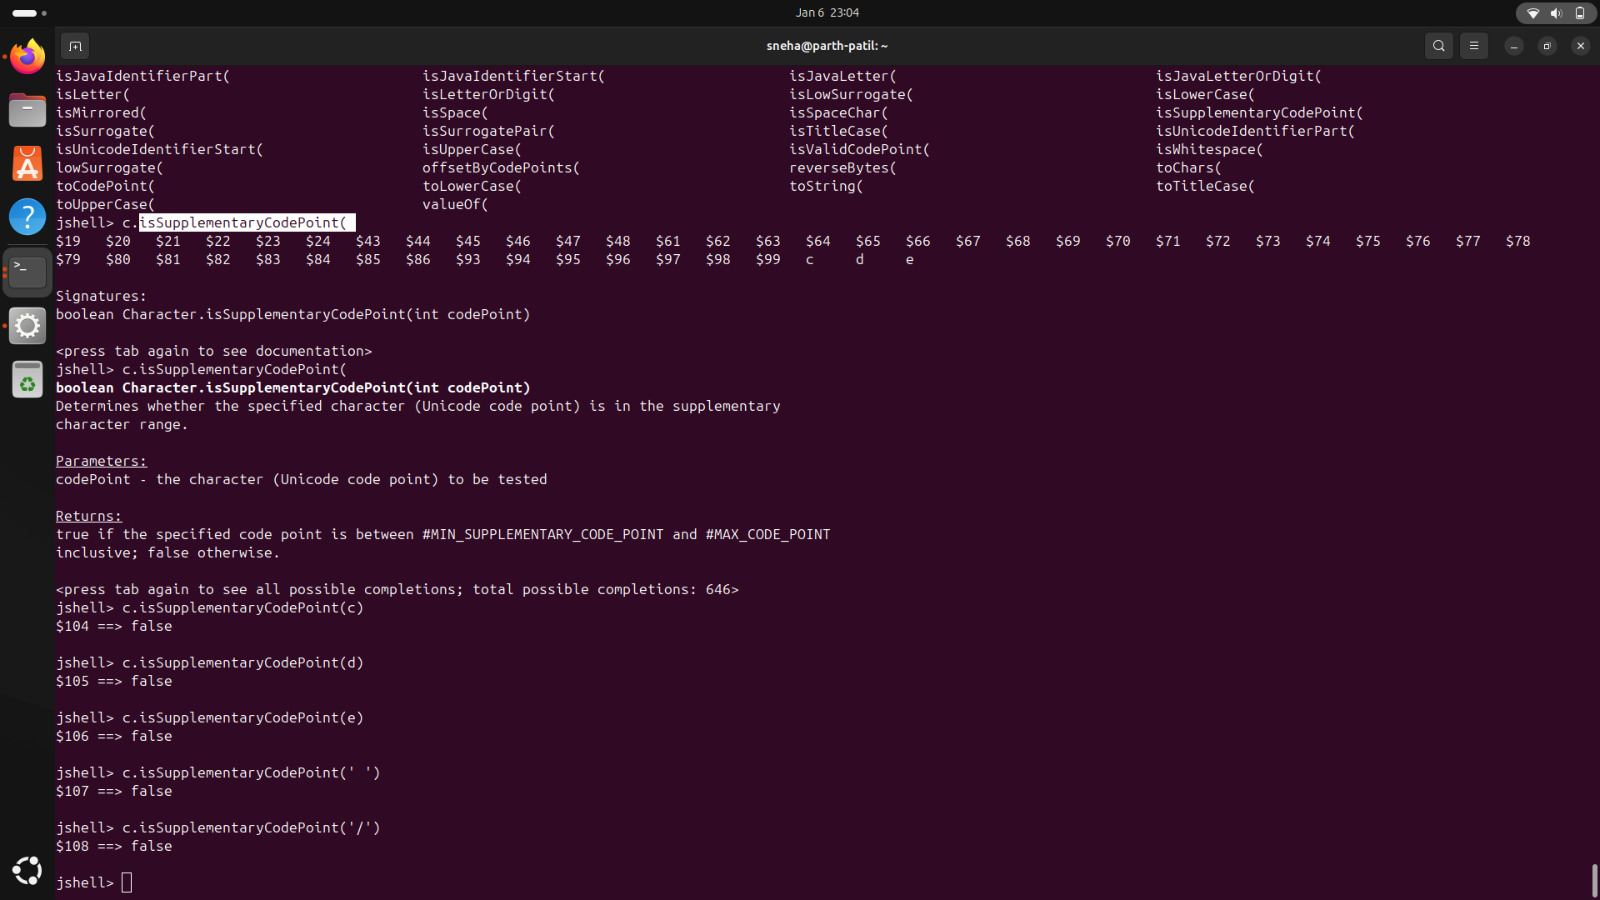 Jan 6 23:04
sneha@parth-patil: ~
isJavaIdentifierPart( isJavaIdentifierStart( isJavaLetter( isJavaLetterOrDigit(
isLetter( isLetterOrDigit( isLowSurrogate( isLowerCase(
isMirrored( isSpace( isSpaceChar( isSupplementaryCodePoint(
isSurrogate( isSurrogatePair( isTitleCase( isUnicodeIdentifierPart(
isUnicodeIdentifierStart( isUpperCase( isValidCodePoint( isWhitespace(
lowSurrogate( offsetByCodePoints( reverseBytes( toChars(
toCodePoint( toLowerCase( toString( toTitleCase(
toUpperCase( valueOf(
jshell> c.isSupplementaryCodePoint(
$19 $20 $21 $22 $23 $24 $43 $44 $45 $46 $47 $48 $61 $62 $63 $64 $65 $66 $67 $68 $69 $70 $71 $72 $73 $74 $75 $76 $77 $78
$79 $80 $81 $82 $83 $84 $85 $86 $93 $94 $95 $96 $97 $98 $99 c d e
Signatures:
boolean Character.isSupplementaryCodePoint(int codePoint)
<press tab again to see documentation>
jshell> c.isSupplementaryCodePoint(
boolean Character.isSupplementaryCodePoint(int codePoint)
Determines whether the specified character (Unicode code point) is in the supplementary
character range.
Parameters:
codePoint - the character (Unicode code point) to be tested
Returns:
true if the specified code point is between #MIN_SUPPLEMENTARY_CODE_POINT and #MAX_CODE_POINT
inclusive; false otherwise.
<press tab again to see all possible completions; total possible completions: 646>
jshell> c.isSupplementaryCodePoint(c)
$104 ==> false
jshell> c.isSupplementaryCodePoint(d)
$105 ==> false
jshell> c.isSupplementaryCodePoint(e)
$106 ==> false
jshell> c.isSupplementaryCodePoint(' ')
$107 ==> false
jshell> c.isSupplementaryCodePoint('/')
$108 ==> false
jshell>